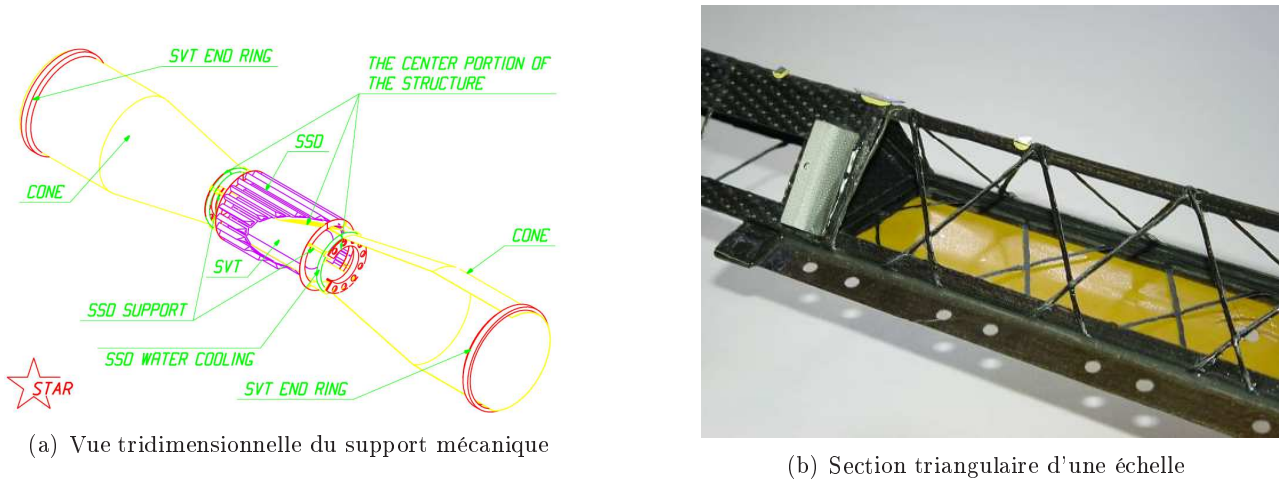 SVT END RING
THE CENTER PORTION OF
THE STRUCTURE
SSD
CONE
CONE
SVT
SSD SUPPORT
SSD WATER COOLING
SVT END RING
STAR
(a) Vue tridimensionnelle du support mécanique
(b) Section triangulaire d'une échelle